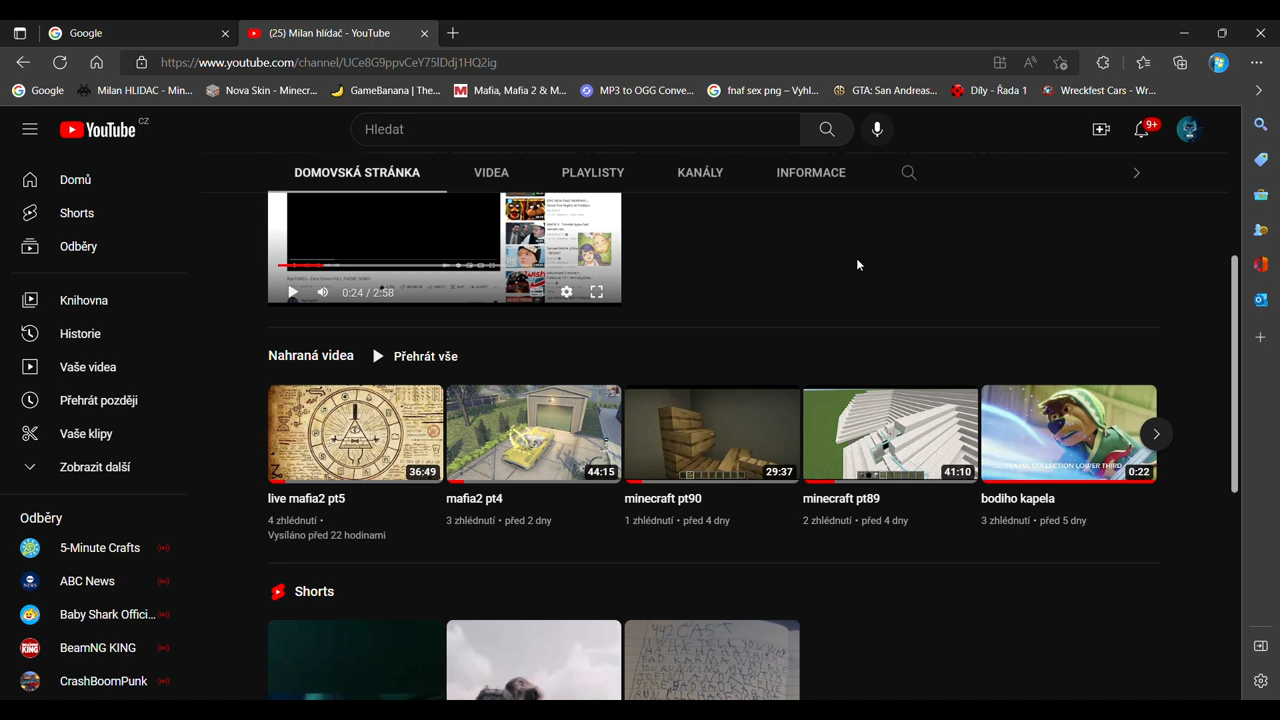 Google
(25) Milan hlídač - YouTube
https://www.youtube.com/channel/UCe8G9ppvCeY75lDdj1HQ2ig
Google
Milan HLIDAC - Min...
Nova Skin - Minecr...
GameBanana | The...
Mafia, Mafia 2 & M...
MP3 to OGG Conve...
fnaf sex png – Vyhl...
GTA: San Andreas...
Díly - Řada 1
Wreckfest Cars - Wr...
YouTube CZ
Hledat
9+
DOMOVSKÁ STRÁNKA
VIDEA
PLAYLISTY
KANÁLY
INFORMACE
Domů
Shorts
Odběry
Knihovna
Historie
Vaše videa
Přehrát později
Vaše klipy
Zobrazit další
Odběry
5-Minute Crafts
ABC News
Baby Shark Offici...
BeamNG KING
CrashBoomPunk
0:24 / 2:58
Nahraná videa
Přehrát vše
36:49
44:15
29:37
41:10
TRAVEL COLLECTION LOWER THIRD
0:22
live mafia2 pt5
4 zhlédnutí •
Vysíláno před 22 hodinami
mafia2 pt4
3 zhlédnutí • před 2 dny
minecraft pt90
1 zhlédnutí • před 4 dny
minecraft pt89
2 zhlédnutí • před 4 dny
bodiho kapela
3 zhlédnutí • před 5 dny
Shorts